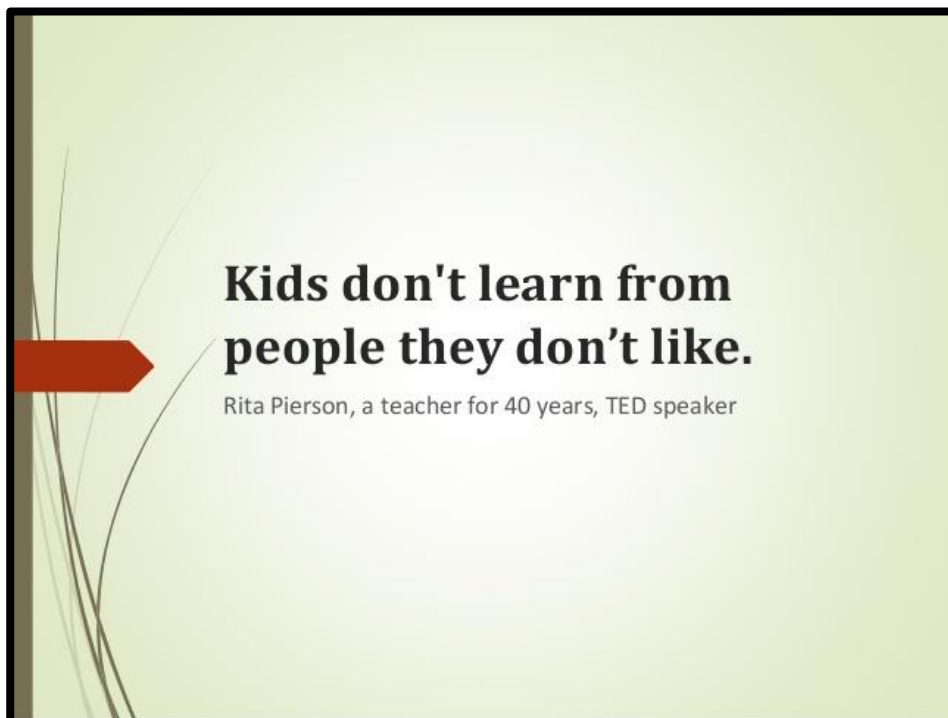 Kids don't learn from
people they don’t like.
Rita Pierson, a teacher for 40 years, TED speaker